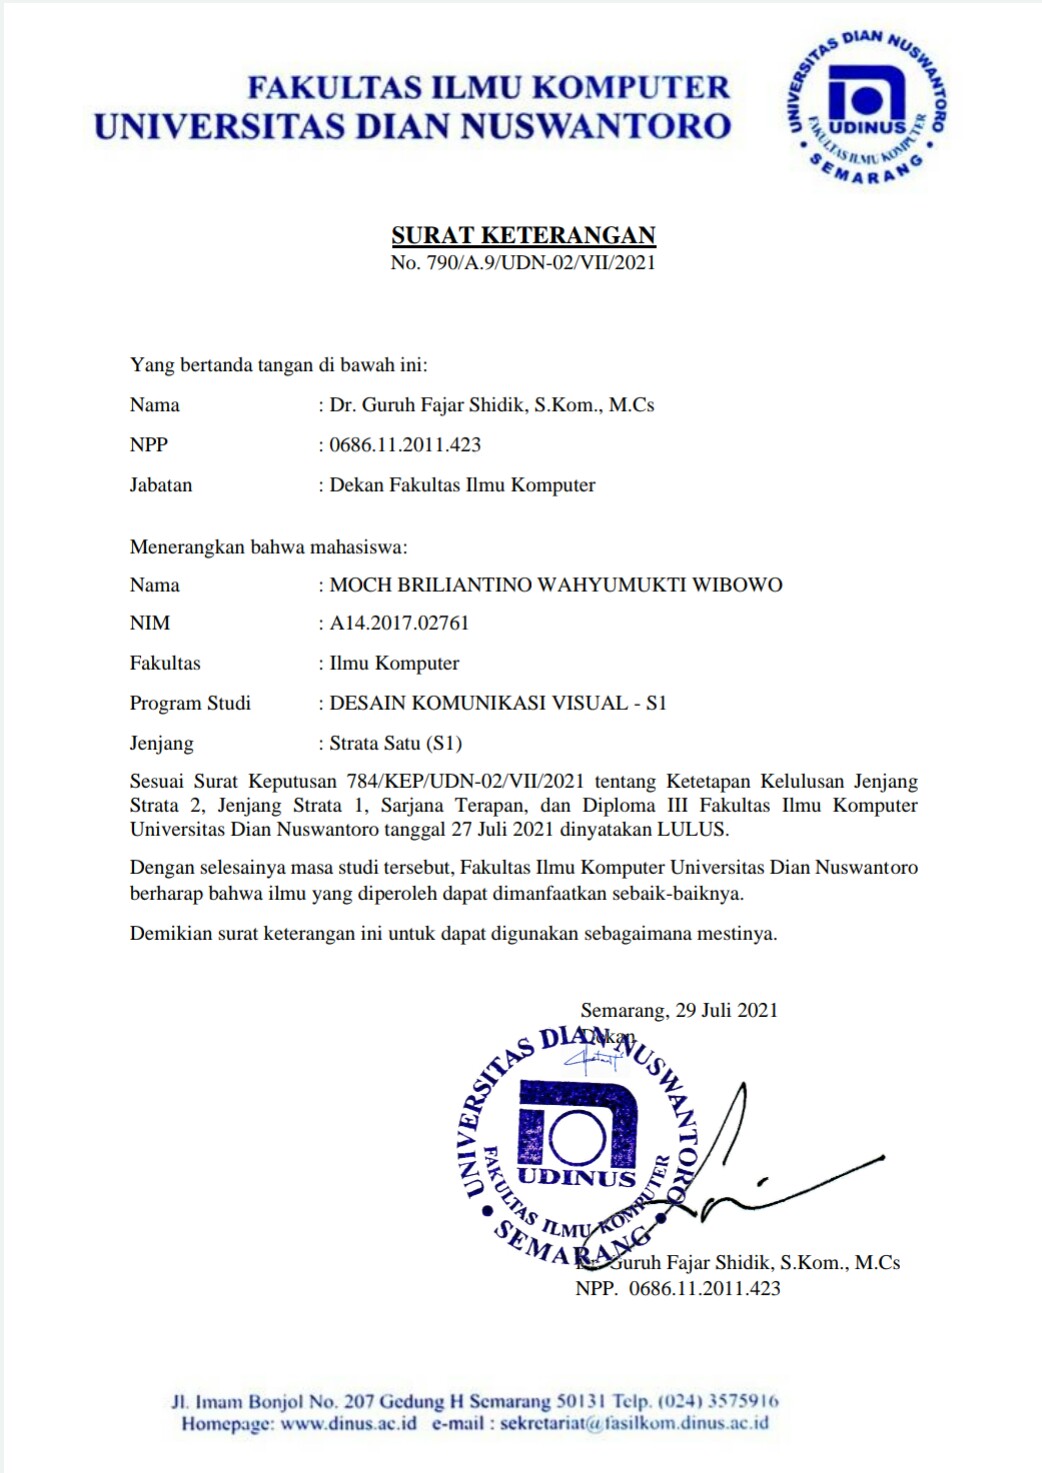 FAKULTAS ILMU KOMPUTER
UNIVERSITAS DIAN NUSWANTORO
UNIVERSITAS DIAN NUSWANTORO
UDINUS
FAKULTAS ILMU KOMPUTER
SEMARANG
SURAT KETERANGAN
No. 790/A.9/UDN-02/VII/2021
Yang bertanda tangan di bawah ini:
Nama : Dr. Guruh Fajar Shidik, S.Kom., M.Cs
NPP : 0686.11.2011.423
Jabatan : Dekan Fakultas Ilmu Komputer
Menerangkan bahwa mahasiswa:
Nama : MOCH BRILIANTINO WAHYUMUKTI WIBOWO
NIM : A14.2017.02761
Fakultas : Ilmu Komputer
Program Studi : DESAIN KOMUNIKASI VISUAL - S1
Jenjang : Strata Satu (S1)
Sesuai Surat Keputusan 784/KEP/UDN-02/VII/2021 tentang Ketetapan Kelulusan Jenjang
Strata 2, Jenjang Strata 1, Sarjana Terapan, dan Diploma III Fakultas Ilmu Komputer
Universitas Dian Nuswantoro tanggal 27 Juli 2021 dinyatakan LULUS.
Dengan selesainya masa studi tersebut, Fakultas Ilmu Komputer Universitas Dian Nuswantoro
berharap bahwa ilmu yang diperoleh dapat dimanfaatkan sebaik-baiknya.
Demikian surat keterangan ini untuk dapat digunakan sebagaimana mestinya.
Semarang, 29 Juli 2021
Dekan
UNIVERSITAS DIAN NUSWANTORO
UDINUS
FAKULTAS ILMU KOMPUTER
SEMARANG
Dr. Guruh Fajar Shidik, S.Kom., M.Cs
NPP. 0686.11.2011.423
Jl. Imam Bonjol No. 207 Gedung H Semarang 50131 Telp. (024) 3575916
Homepage: www.dinus.ac.id e-mail : sekretariat@fasilkom.dinus.ac.id